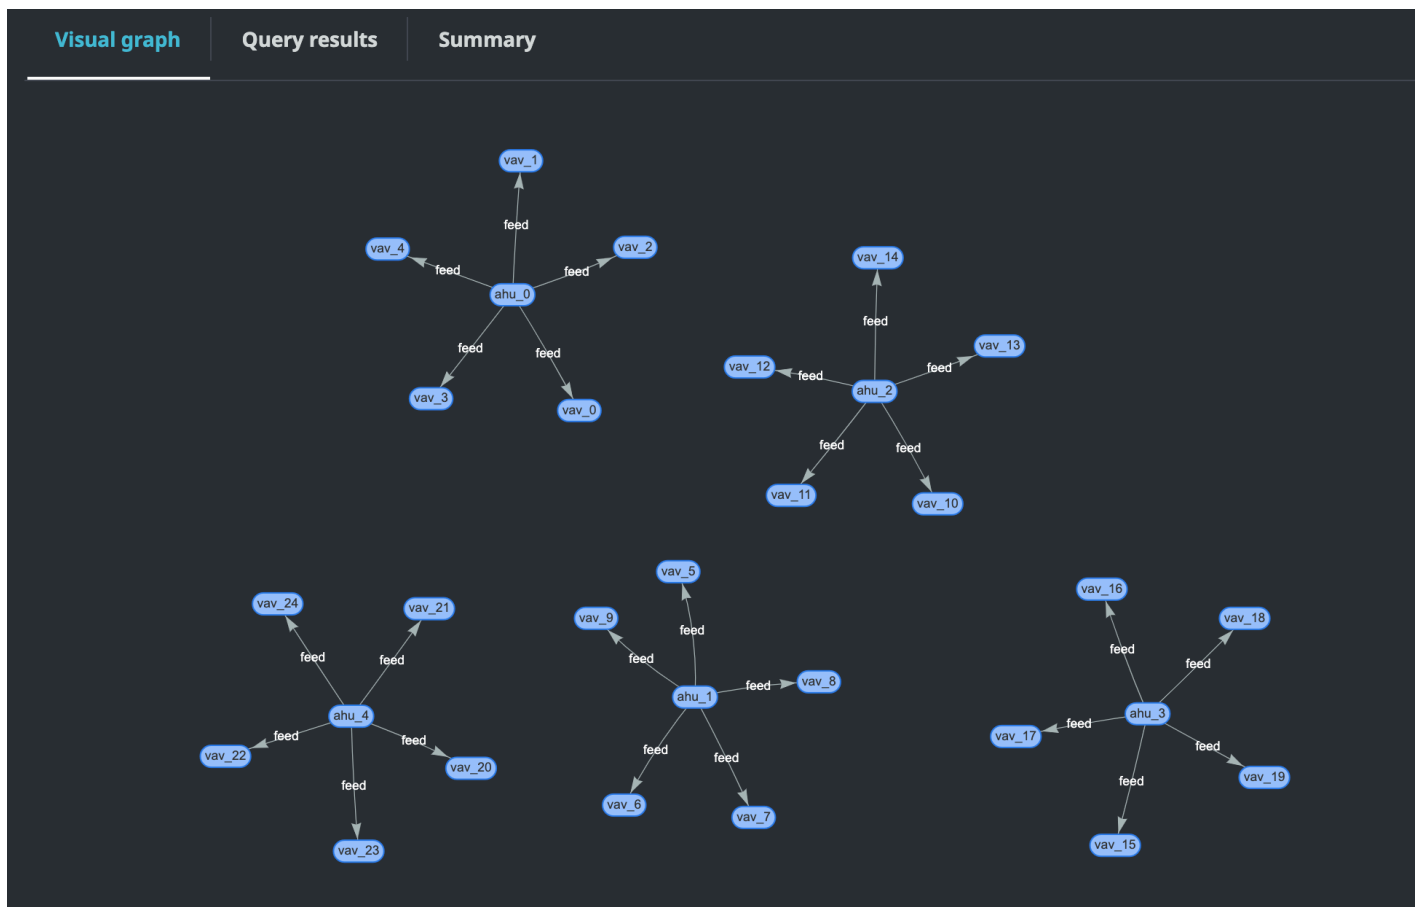 Visual graph
Query results
Summary
vav_1
feed
vav_4
vav_2
feed
feed
ahu_0
feed
feed
vav_3
vav_0
vav_14
feed
vav_13
vav_12
feed
feed
ahu_2
feed
feed
vav_11
vav_10
vav_24
vav_21
feed
feed
ahu_4
feed
feed
vav_22
vav_20
feed
vav_23
vav_5
vav_9
feed
feed
vav_8
feed
ahu_1
feed
feed
vav_6
vav_7
vav_16
vav_18
feed
feed
ahu_3
feed
vav_17
feed
vav_19
feed
vav_15